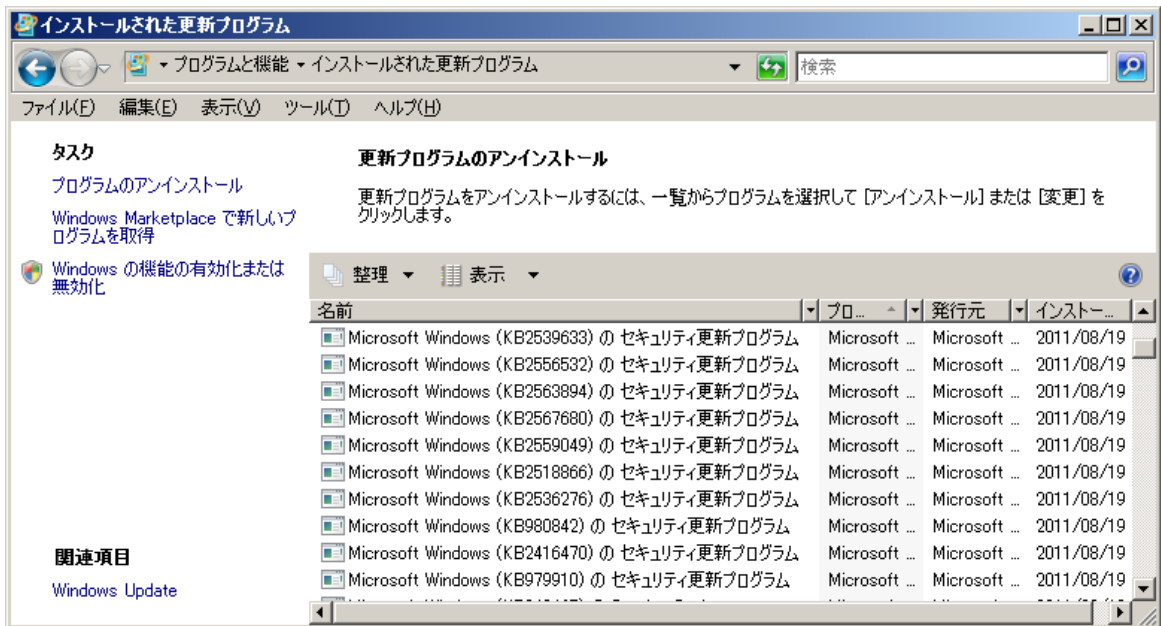 インストールされた更新プログラム
プログラムと機能 インストールされた更新プログラム 検索
ファイル(F) 編集(E) 表示(V) ツール(T) ヘルプ(H)
タスク
プログラムのアンインストール
Windows Marketplace で新しいプ
ログラムを取得
Windows の機能の有効化または
無効化
関連項目
Windows Update
更新プログラムのアンインストール
更新プログラムをアンインストールするには、一覧からプログラムを選択して [アンインストール] または [変更] を
クリックします。
整理 表示
名前 プロ... 発行元 インストー...
Microsoft Windows (KB2539633) の セキュリティ更新プログラム Microsoft ... Microsoft ... 2011/08/19
Microsoft Windows (KB2556532) の セキュリティ更新プログラム Microsoft ... Microsoft ... 2011/08/19
Microsoft Windows (KB2563894) の セキュリティ更新プログラム Microsoft ... Microsoft ... 2011/08/19
Microsoft Windows (KB2567680) の セキュリティ更新プログラム Microsoft ... Microsoft ... 2011/08/19
Microsoft Windows (KB2559049) の セキュリティ更新プログラム Microsoft ... Microsoft ... 2011/08/19
Microsoft Windows (KB2518866) の セキュリティ更新プログラム Microsoft ... Microsoft ... 2011/08/19
Microsoft Windows (KB2536276) の セキュリティ更新プログラム Microsoft ... Microsoft ... 2011/08/19
Microsoft Windows (KB980842) の セキュリティ更新プログラム Microsoft ... Microsoft ... 2011/08/19
Microsoft Windows (KB2416470) の セキュリティ更新プログラム Microsoft ... Microsoft ... 2011/08/19
Microsoft Windows (KB979910) の セキュリティ更新プログラム Microsoft ... Microsoft ... 2011/08/19